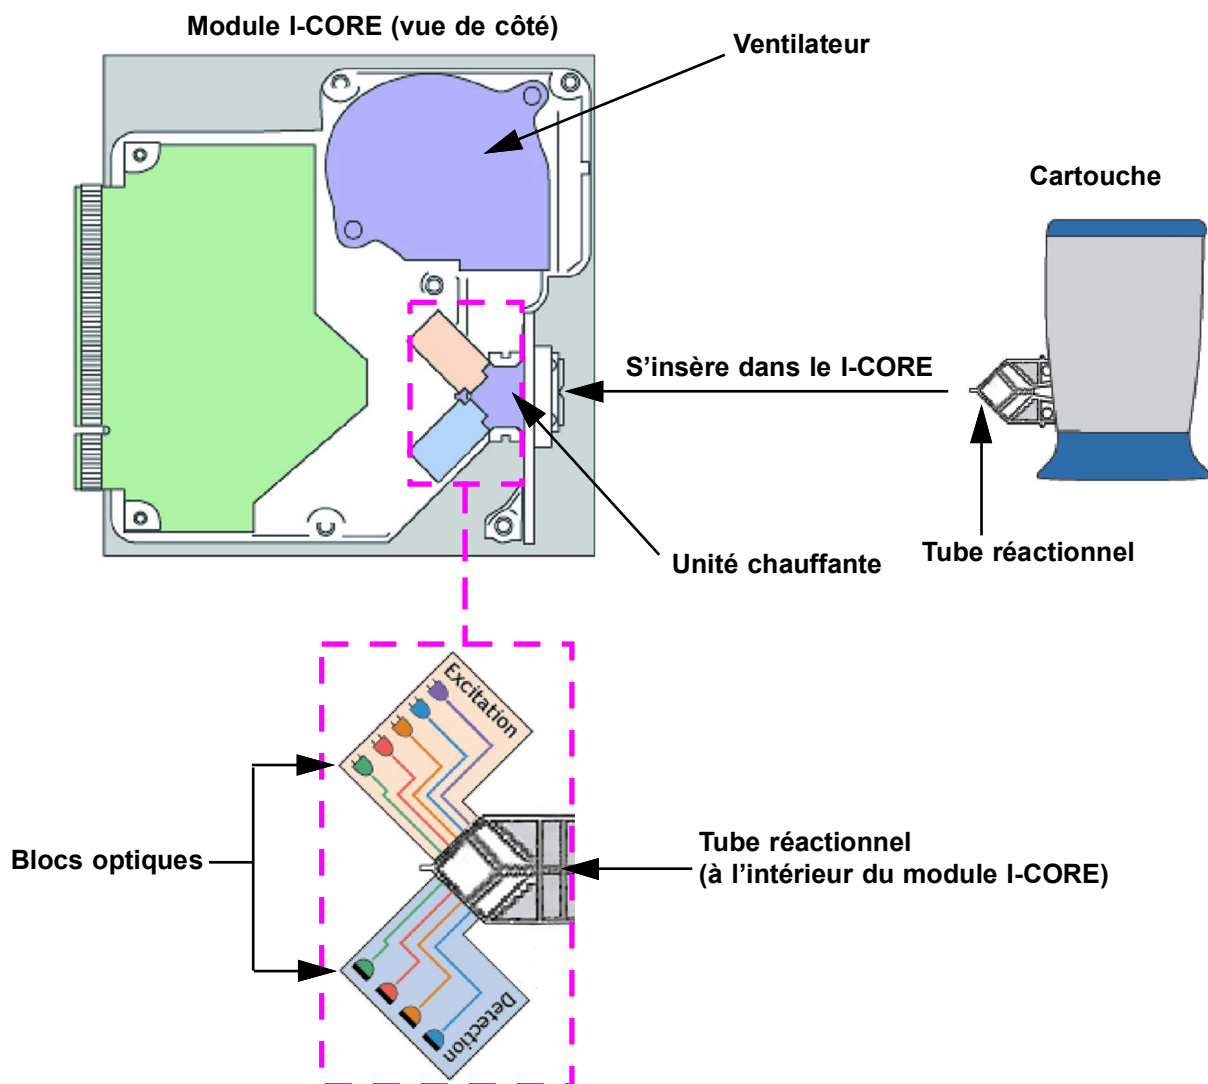 Module I-CORE (vue de côté)
Ventilateur
Cartouche
S’insère dans le I-CORE
Unité chauffante
Tube réactionnel
Excitation
Blocs optiques
Tube réactionnel
(à l’intérieur du module I-CORE)
Detection